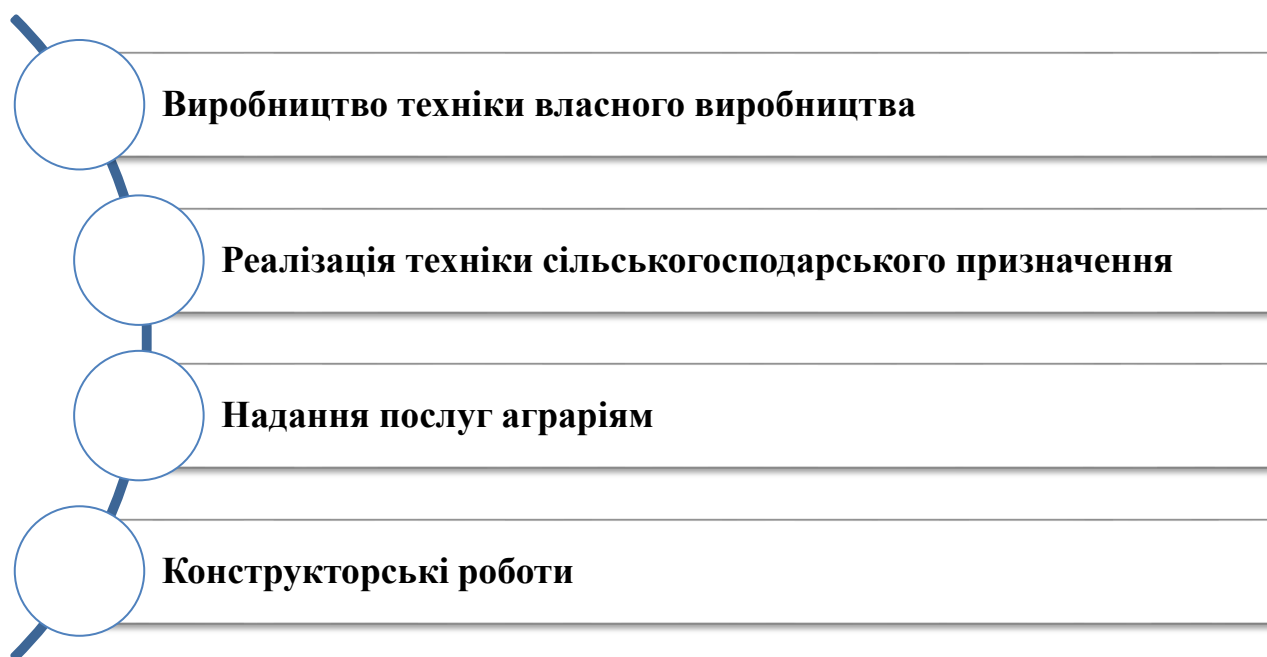 Виробництво техніки власного виробництва
Реалізація техніки сільськогосподарського призначення
Надання послуг аграріям
Конструкторські роботи